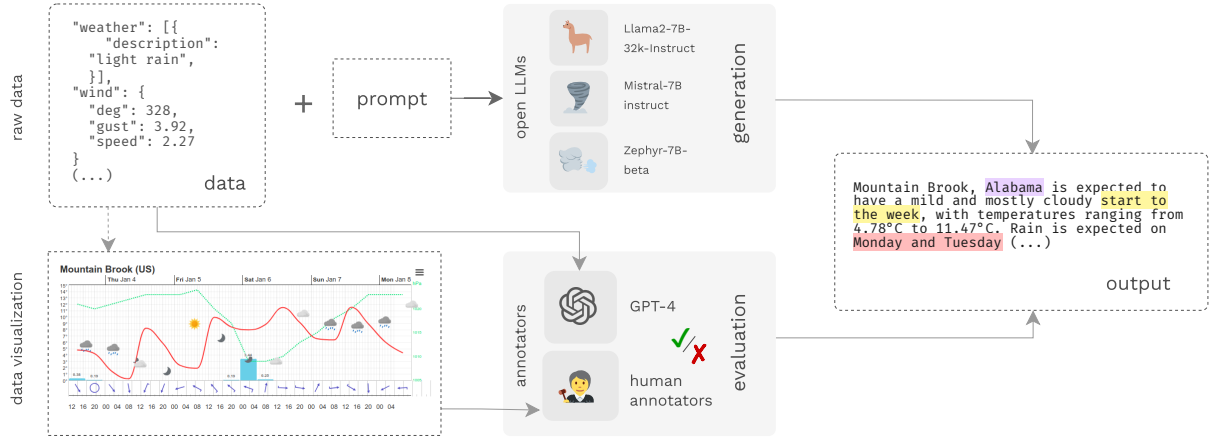 raw data
"weather": [{
"description":
"light rain",
}],
"wind": {
"deg": 328,
"gust": 3.92,
"speed": 2.27
}
(...)
data
+
prompt
open LLMs
Llama2-7B-
32k-Instruct
Mistral-7B
instruct
Zephyr-7B-
beta
generation
Mountain Brook, Alabama is expected to
have a mild and mostly cloudy start to
the week, with temperatures ranging from
4.78°C to 11.47°C. Rain is expected on
Monday and Tuesday (...)
output
data visualization
Mountain Brook (US)
Thu Jan 4 Fri Jan 5 Sat Jan 6 Sun Jan 7 Mon Jan 8
12 16 20 00 04 08 12 16 20 00 04 08 12 16 20 00 04 08 12 16 20 00 04 08 12 16 20 00 04
annotators
GPT-4
human
annotators
evaluation